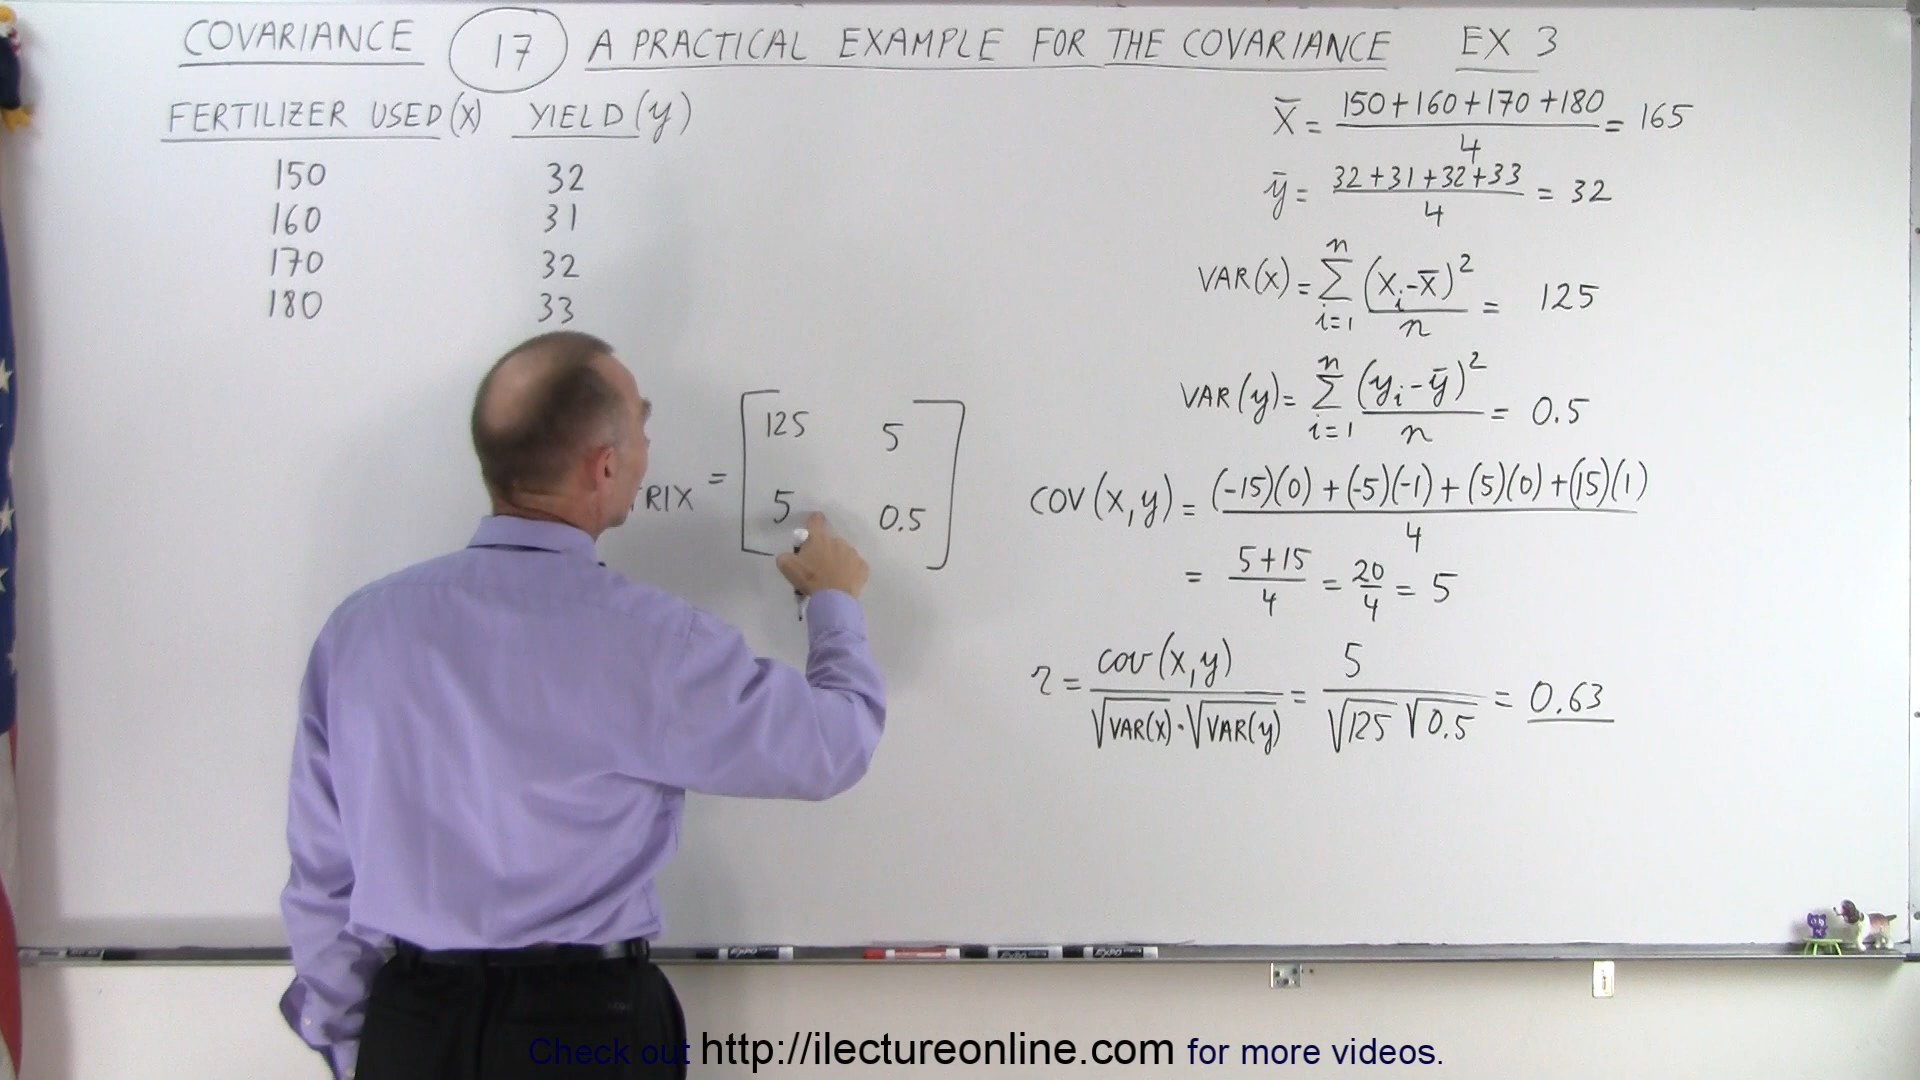 COVARIANCE 17 A PRACTICAL EXAMPLE FOR THE COVARIANCE EX 3
FERTILIZER USED (X) YIELD (y)
150 32
160 31
170 32
180 33
TRIX = [125 5
5 0.5]
x̄ = (150+160+170+180)/4 = 165
ȳ = (32+31+32+33)/4 = 32
VAR(X) = Σ_{i=1}^{n} (Xᵢ-x̄)²/n = 125
VAR(y) = Σ_{i=1}^{n} (yᵢ-ȳ)²/n = 0.5
COV(X,y) = ((-15)(0) + (-5)(-1) + (5)(0) + (15)(1))/4
= (5+15)/4 = 20/4 = 5
r = cov(X,y)/(√VAR(X)·√VAR(y)) = 5/(√125 √0.5) = 0.63
Check out http://ilectureonline.com for more videos.